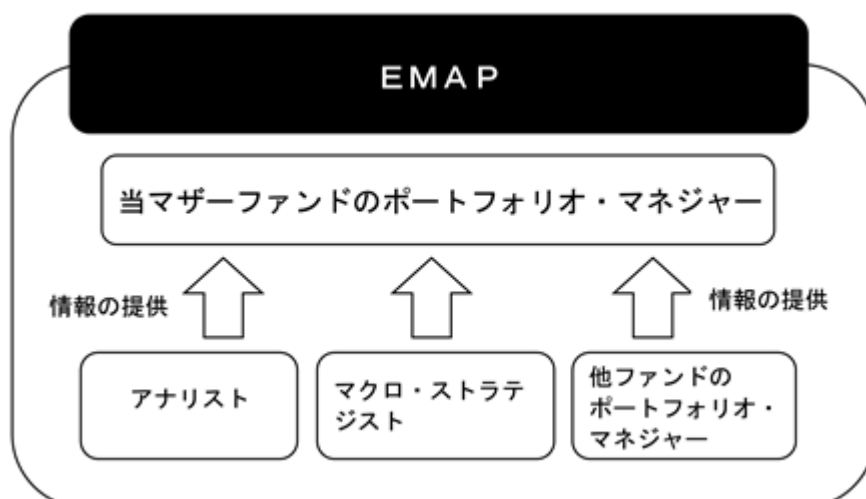 ＥＭＡＰ
当マザーファンドのポートフォリオ・マネジャー
情報の提供
情報の提供
アナリスト
マクロ・ストラテ
ジスト
他ファンドの
ポートフォリオ・
マネジャー